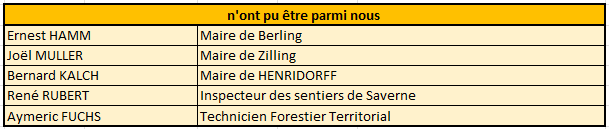 n'ont pu être parmi nous
Ernest HAMM Maire de Berling
Joël MULLER Maire de Zilling
Bernard KALCH Maire de HENRIDORFF
René RUBERT Inspecteur des sentiers de Saverne
Aymeric FUCHS Technicien Forestier Territorial